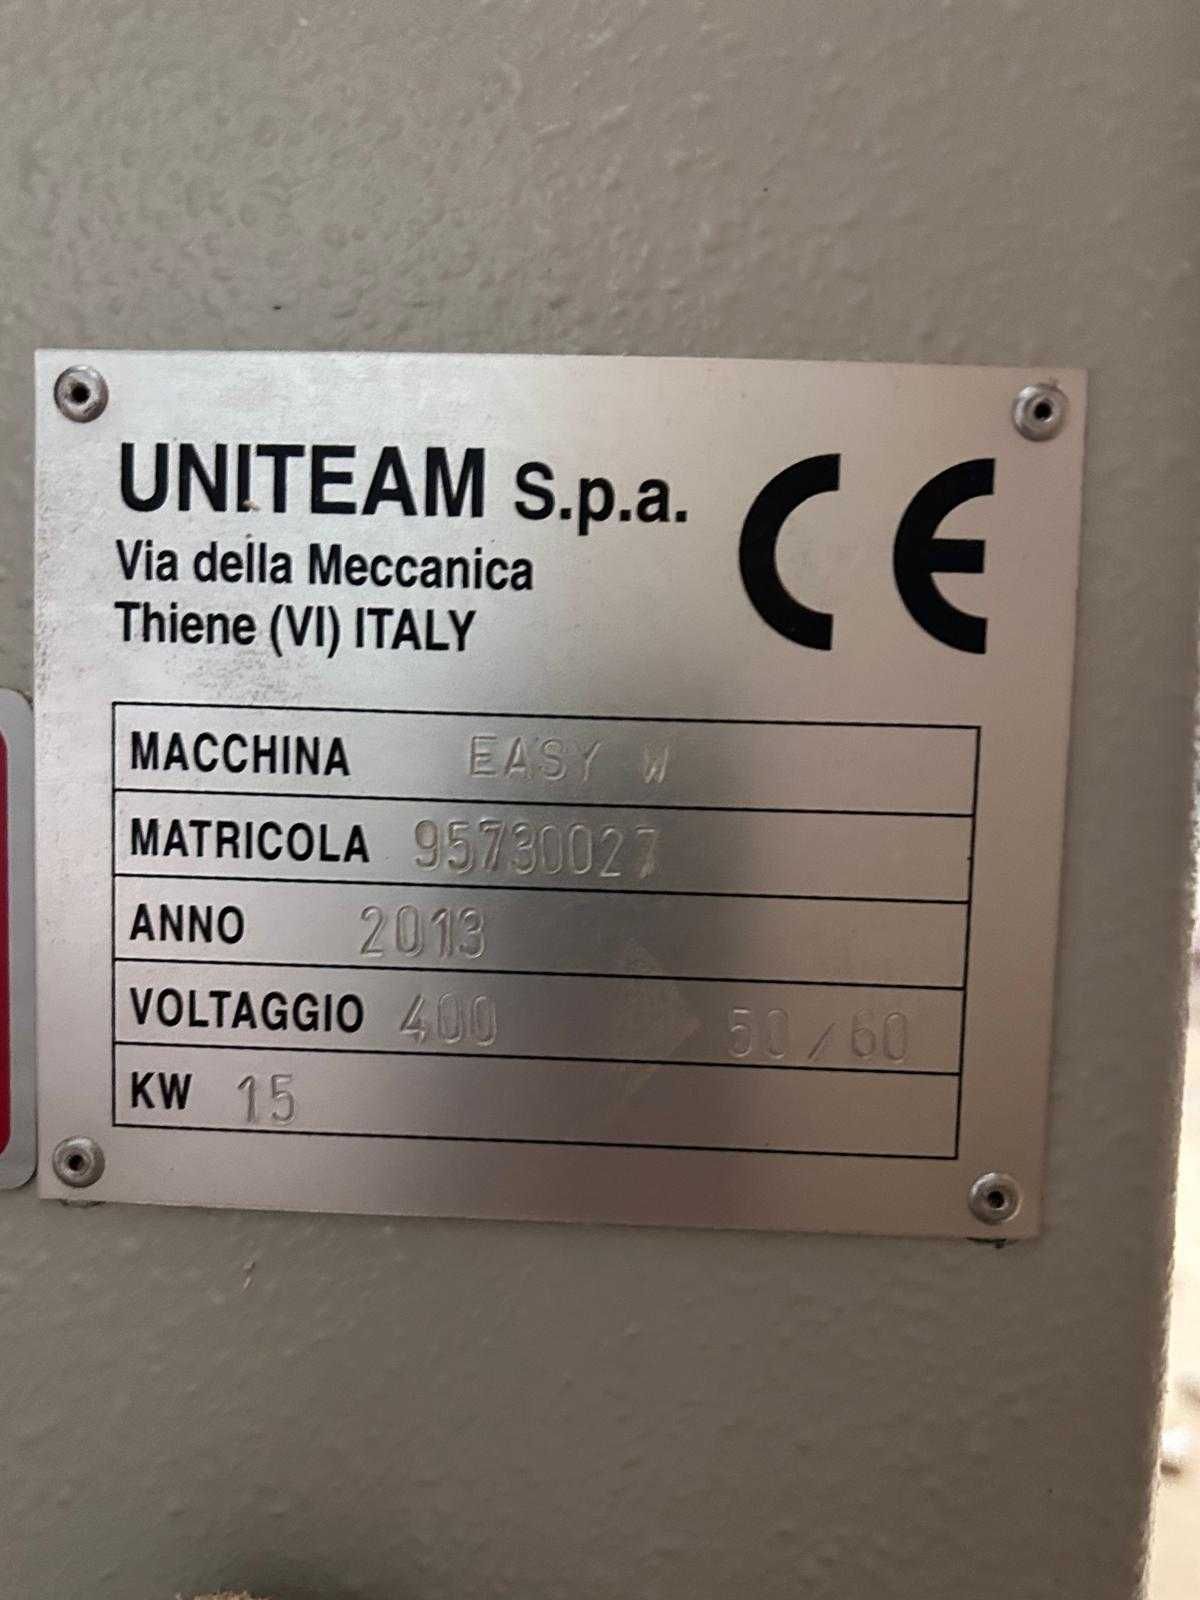 UNITEAM S.p.a.
Via della Meccanica
Thiene (VI) ITALY
CE
MACCHINA EASY W
MATRICOLA 95730027
ANNO 2013
VOLTAGGIO 400 50/60
KW 15